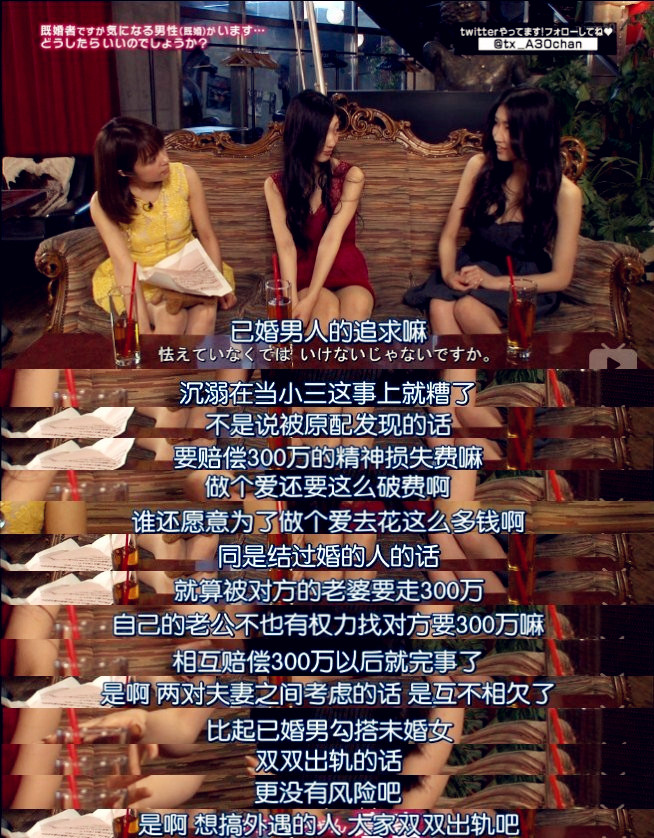 既婚者ですが気になる男性(既婚)がいます…
どうしたらいいのでしょうか?
twitterやってます!フォローしてね♥
@tx_A30chan
已婚男人的追求嘛
怯えていなくては いけないじゃないですか。
沉溺在当小三这事上就糟了
不是说被原配发现的话
要赔偿300万的精神损失费嘛
做个爱还要这么破费啊
谁还愿意为了做个爱去花这么多钱啊
同是结过婚的人的话
就算被对方的老婆要走300万
自己的老公不也有权力找对方要300万嘛
相互赔偿300万以后就完事了
是啊 两对夫妻之间考虑的话 是互不相欠了
比起已婚男勾搭未婚女
双双出轨的话
更没有风险吧
是啊 想搞外遇的人 大家双双出轨吧